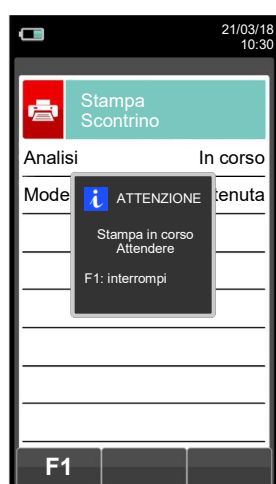 21/03/18
10:30
Stampa
Scontrino
Analisi In corso
Mode tenuta
i ATTENZIONE
Stampa in corso
Attendere
F1: interrompi
F1